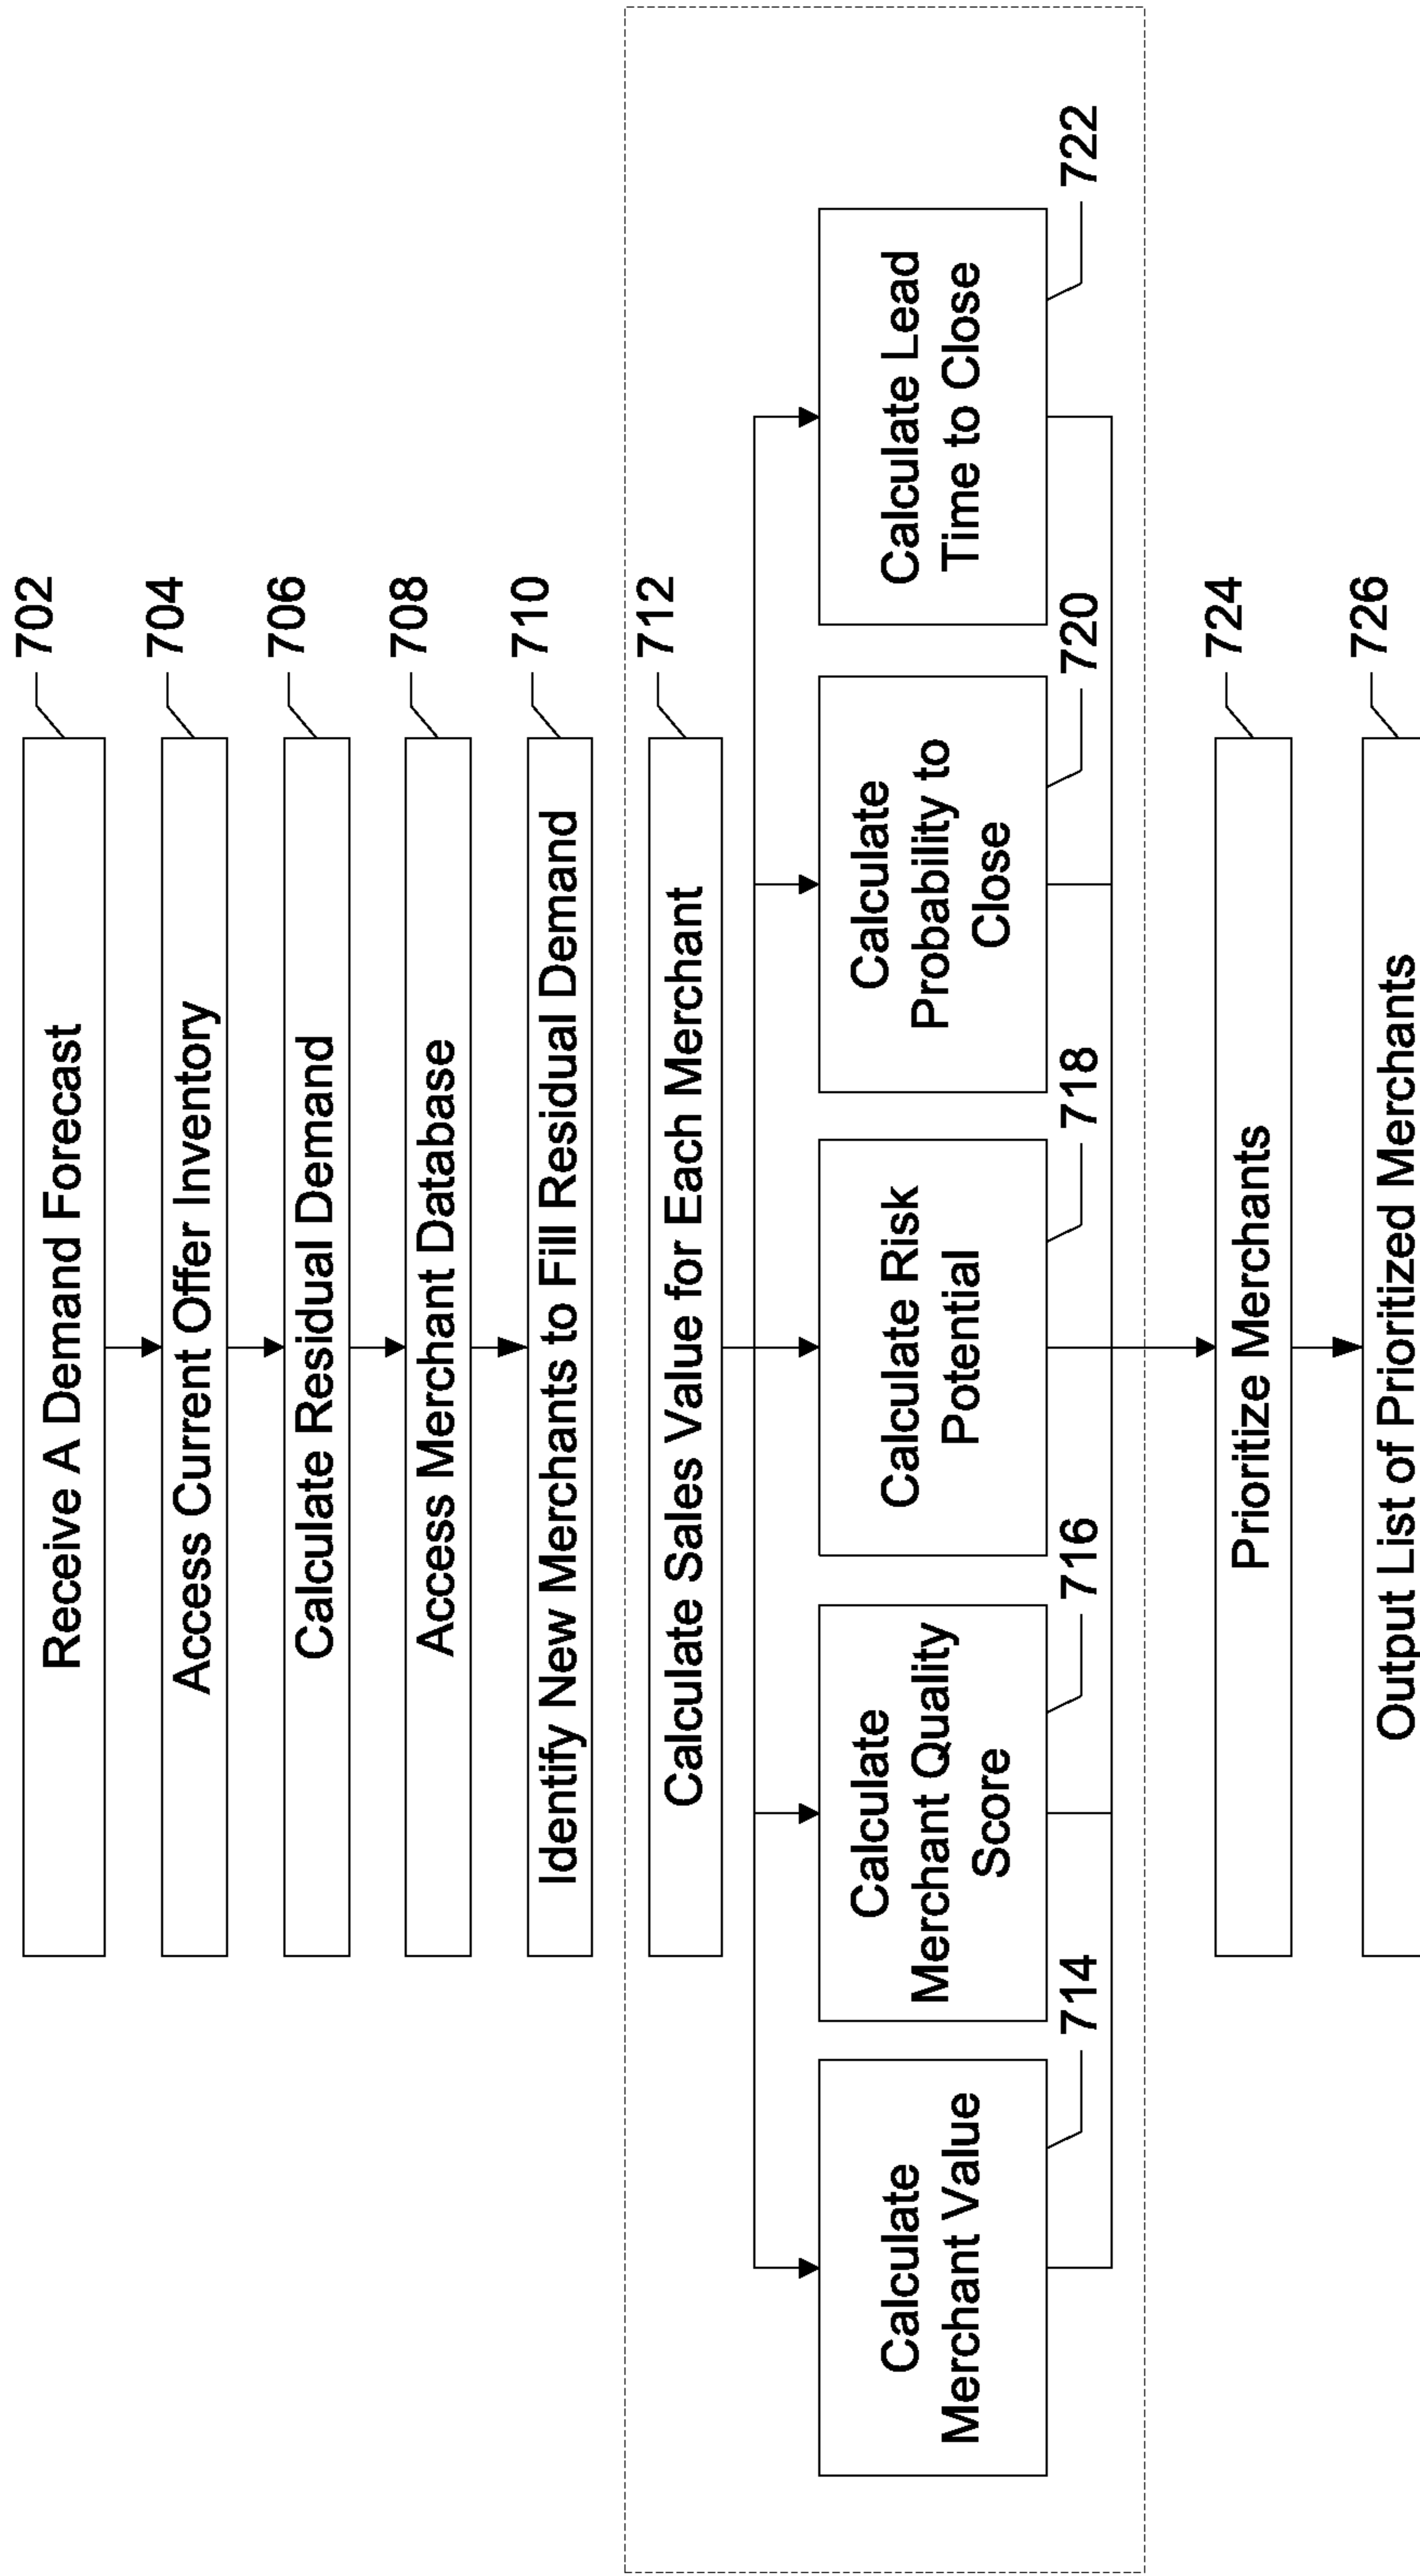 Receive A Demand Forecast
702
Access Current Offer Inventory
704
Calculate Residual Demand
706
Access Merchant Database
708
Identify New Merchants to Fill Residual Demand
710
Calculate Sales Value for Each Merchant
712
Calculate
Merchant Value
714
Calculate
Merchant Quality
Score
716
Calculate Risk
Potential
718
Calculate
Probability to
Close
720
Calculate Lead
Time to Close
722
Prioritize Merchants
724
Output List of Prioritized Merchants
726